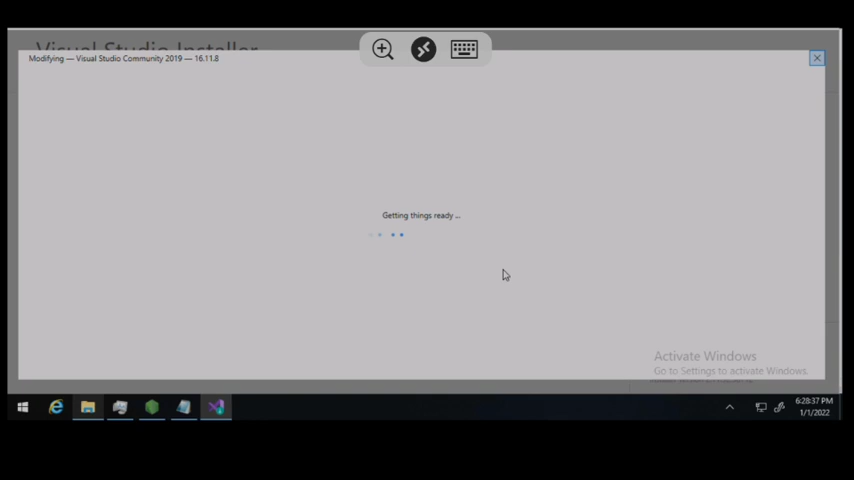 Visual Studio Installer
Modifying — Visual Studio Community 2019 — 16.11.8
Getting things ready ...
Activate Windows
Go to Settings to activate Windows.
6:28:37 PM
1/1/2022